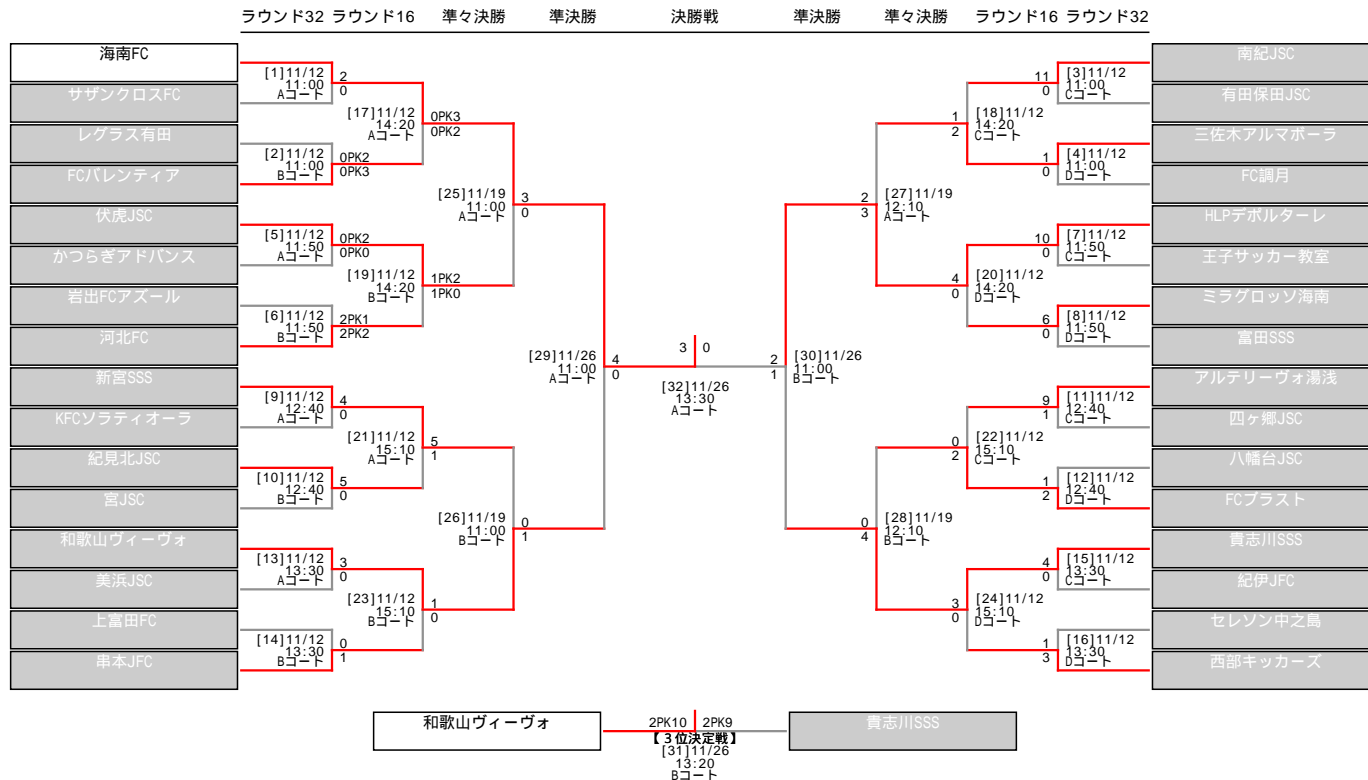 ラウンド32 ラウンド16 準々決勝 準決勝 決勝戦 準決勝 準々決勝 ラウンド16 ラウンド32
海南FC
サザンクロスFC
レグラス有田
FCバレンティア
伏虎JSC
かつらぎアドバンス
岩出FCアズール
河北FC
新宮SSS
KFCソラティオーラ
紀見北JSC
宮JSC
和歌山ヴィーヴォ
美浜JSC
上富田FC
串本JFC
[1]11/12
11:00
Aコート
2
0
[2]11/12
11:00
Bコート
0PK2
0PK3
[5]11/12
11:50
Aコート
0PK2
0PK0
[6]11/12
11:50
Bコート
2PK1
2PK2
[9]11/12
12:40
Aコート
4
0
[10]11/12
12:40
Bコート
5
0
[13]11/12
13:30
Aコート
3
0
[14]11/12
13:30
Bコート
0
1
[17]11/12
14:20
Aコート
0PK3
0PK2
[19]11/12
14:20
Bコート
1PK2
1PK0
[21]11/12
15:10
Aコート
5
1
[23]11/12
15:10
Bコート
1
0
[25]11/19
11:00
Aコート
3
0
[26]11/19
11:00
Bコート
0
1
[29]11/26
11:00
Aコート
4
0
3 0
[32]11/26
13:30
Aコート
2
1
[30]11/26
11:00
Bコート
2
3
[27]11/19
12:10
Aコート
0
4
[28]11/19
12:10
Bコート
1
2
[18]11/12
14:20
Cコート
4
0
[20]11/12
14:20
Dコート
0
2
[22]11/12
15:10
Cコート
3
0
[24]11/12
15:10
Dコート
11
0
[3]11/12
11:00
Cコート
1
0
[4]11/12
11:00
Dコート
10
0
[7]11/12
11:50
Cコート
6
0
[8]11/12
11:50
Dコート
9
1
[11]11/12
12:40
Cコート
1
2
[12]11/12
12:40
Dコート
4
0
[15]11/12
13:30
Cコート
1
3
[16]11/12
13:30
Dコート
南紀JSC
有田保田JSC
三佐木アルマボーラ
FC調月
HLPデポルターレ
王子サッカー教室
ミラグロッソ海南
富田SSS
アルテリーヴォ湯浅
四ヶ郷JSC
八幡台JSC
FCブラスト
貴志川SSS
紀伊JFC
セレソン中之島
西部キッカーズ
和歌山ヴィーヴォ 2PK10 2PK9 貴志川SSS
【３位決定戦】
[31]11/26
13:20
Bコート